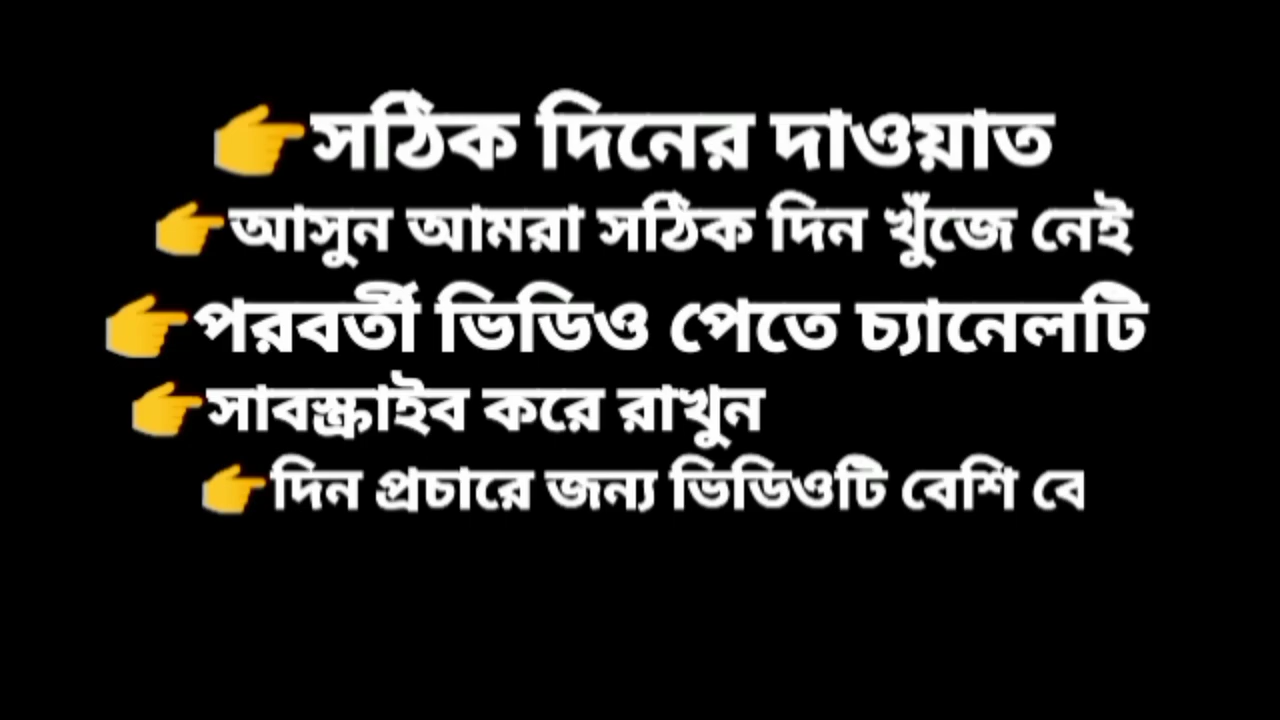 👉সঠিক দিনের দাওয়াত
👉আসুন আমরা সঠিক দিন খুঁজে নেই
👉পরবর্তী ভিডিও পেতে চ্যানেলটি
👉সাবস্ক্রাইব করে রাখুন
👉দিন প্রচারে জন্য ভিডিওটি বেশি বে